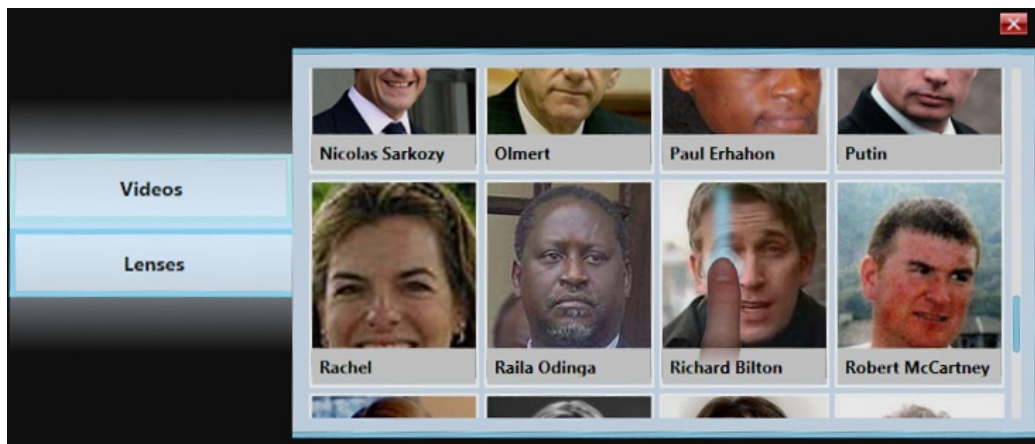 Videos
Lenses
Nicolas Sarkozy
Olmert
Paul Erhahon
Putin
Rachel
Raila Odinga
Richard Bilton
Robert McCartney